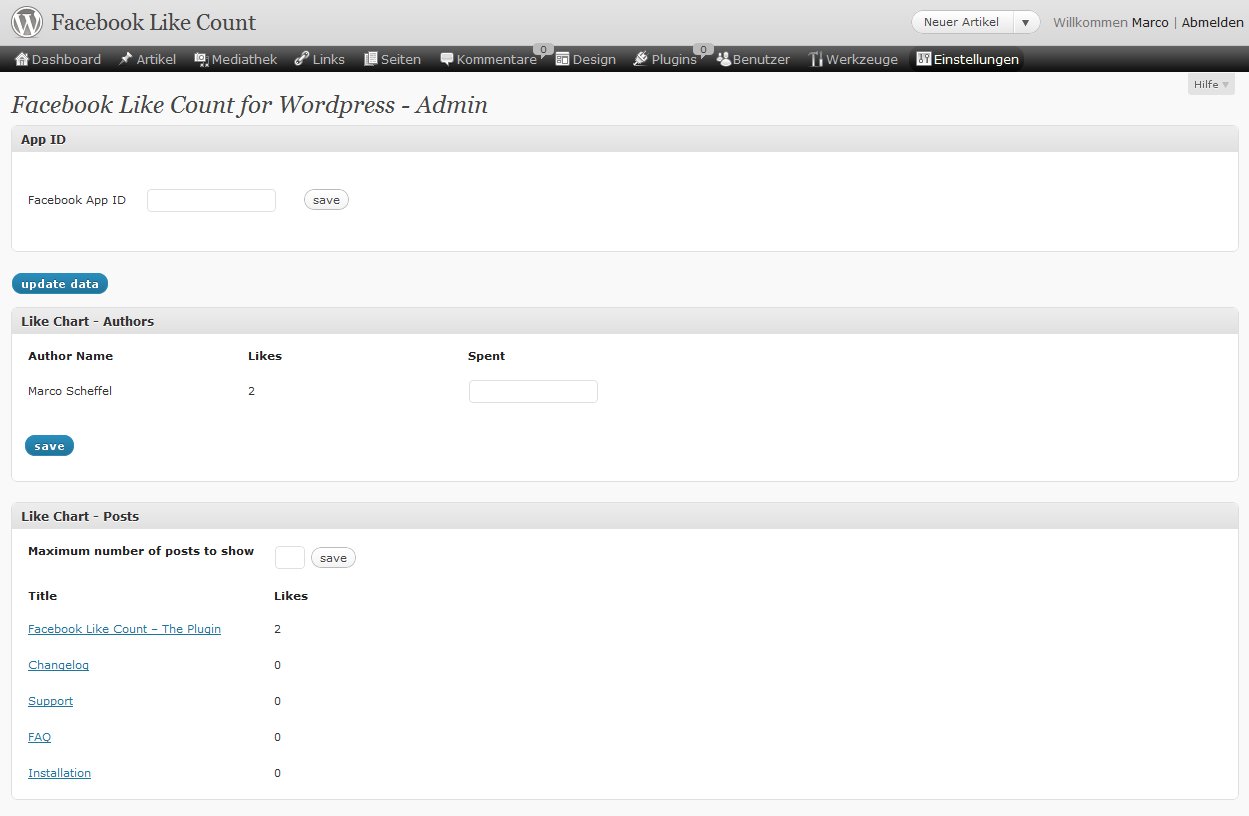 Facebook Like Count
Neuer Artikel ▼ Willkommen Marco | Abmelden
Dashboard Artikel Mediathek Links Seiten Kommentare 0 Design Plugins 0 Benutzer Werkzeuge Einstellungen
Hilfe ▼
Facebook Like Count for Wordpress - Admin
App ID
Facebook App ID save
update data
Like Chart - Authors
Author Name Likes Spent
Marco Scheffel 2
save
Like Chart - Posts
Maximum number of posts to show save
Title Likes
Facebook Like Count – The Plugin 2
Changelog 0
Support 0
FAQ 0
Installation 0